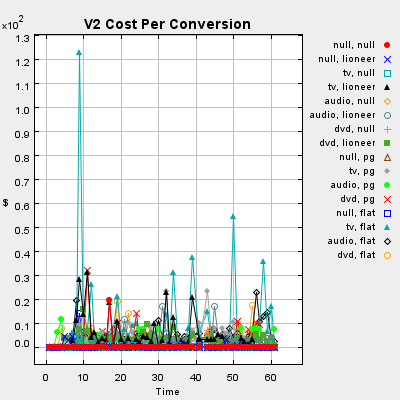 V2 Cost Per Conversion
×10²
1.3
1.2
1.1
1.0
0.9
0.8
0.7
0.6
0.5
0.4
0.3
0.2
0.1
0.0
$
0 10 20 30 40 50 60
Time
null, null
null, lioneer
tv, null
tv, lioneer
audio, null
audio, lioneer
dvd, null
dvd, lioneer
null, pg
tv, pg
audio, pg
dvd, pg
null, flat
tv, flat
audio, flat
dvd, flat